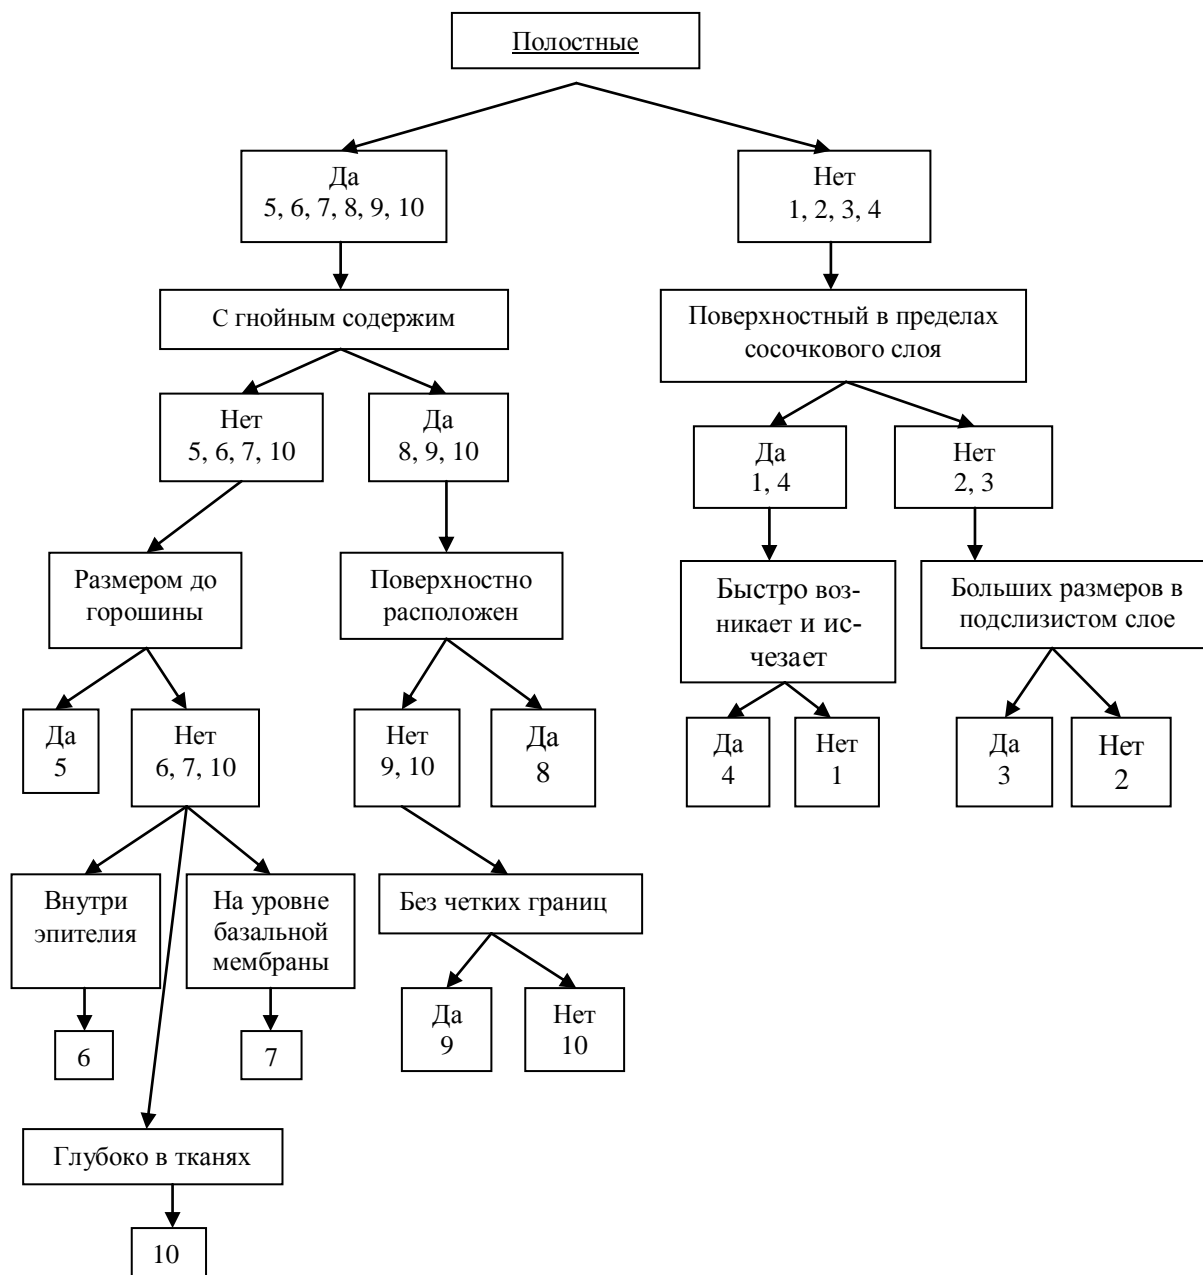 Полостные
Да
5, 6, 7, 8, 9, 10
Нет
1, 2, 3, 4
С гнойным содержим
Поверхностный в пределах
сосочкового слоя
Нет
5, 6, 7, 10
Да
8, 9, 10
Да
1, 4
Нет
2, 3
Размером до
горошины
Поверхностно
расположен
Быстро воз-
никает и ис-
чезает
Больших размеров в
подслизистом слое
Да
5
Нет
6, 7, 10
Нет
9, 10
Да
8
Да
4
Нет
1
Да
3
Нет
2
Внутри
эпителия
На уровне
базальной
мембраны
Без четких границ
6
7
Да
9
Нет
10
Глубоко в тканях
10